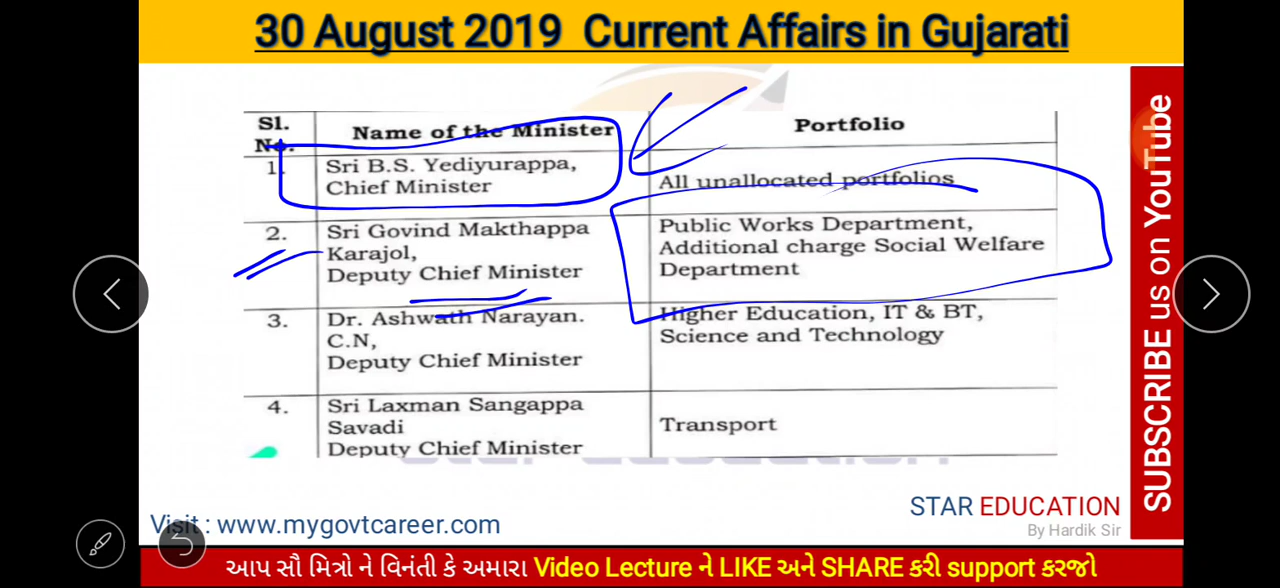 30 August 2019 Current Affairs in Gujarati
Sl. No.
Name of the Minister
Portfolio
1.
Sri B.S. Yediyurappa,
Chief Minister
All unallocated portfolios
2.
Sri Govind Makthappa
Karajol,
Deputy Chief Minister
Public Works Department,
Additional charge Social Welfare
Department
3.
Dr. Ashwath Narayan.
C.N,
Deputy Chief Minister
Higher Education, IT & BT,
Science and Technology
4.
Sri Laxman Sangappa
Savadi
Deputy Chief Minister
Transport
SUBSCRIBE us on YouTube
STAR EDUCATION
By Hardik Sir
Visit : www.mygovtcareer.com
આપ સૌ મિત્રો ને વિનંતી કે અમારા Video Lecture ને LIKE અને SHARE કરી support કરજો